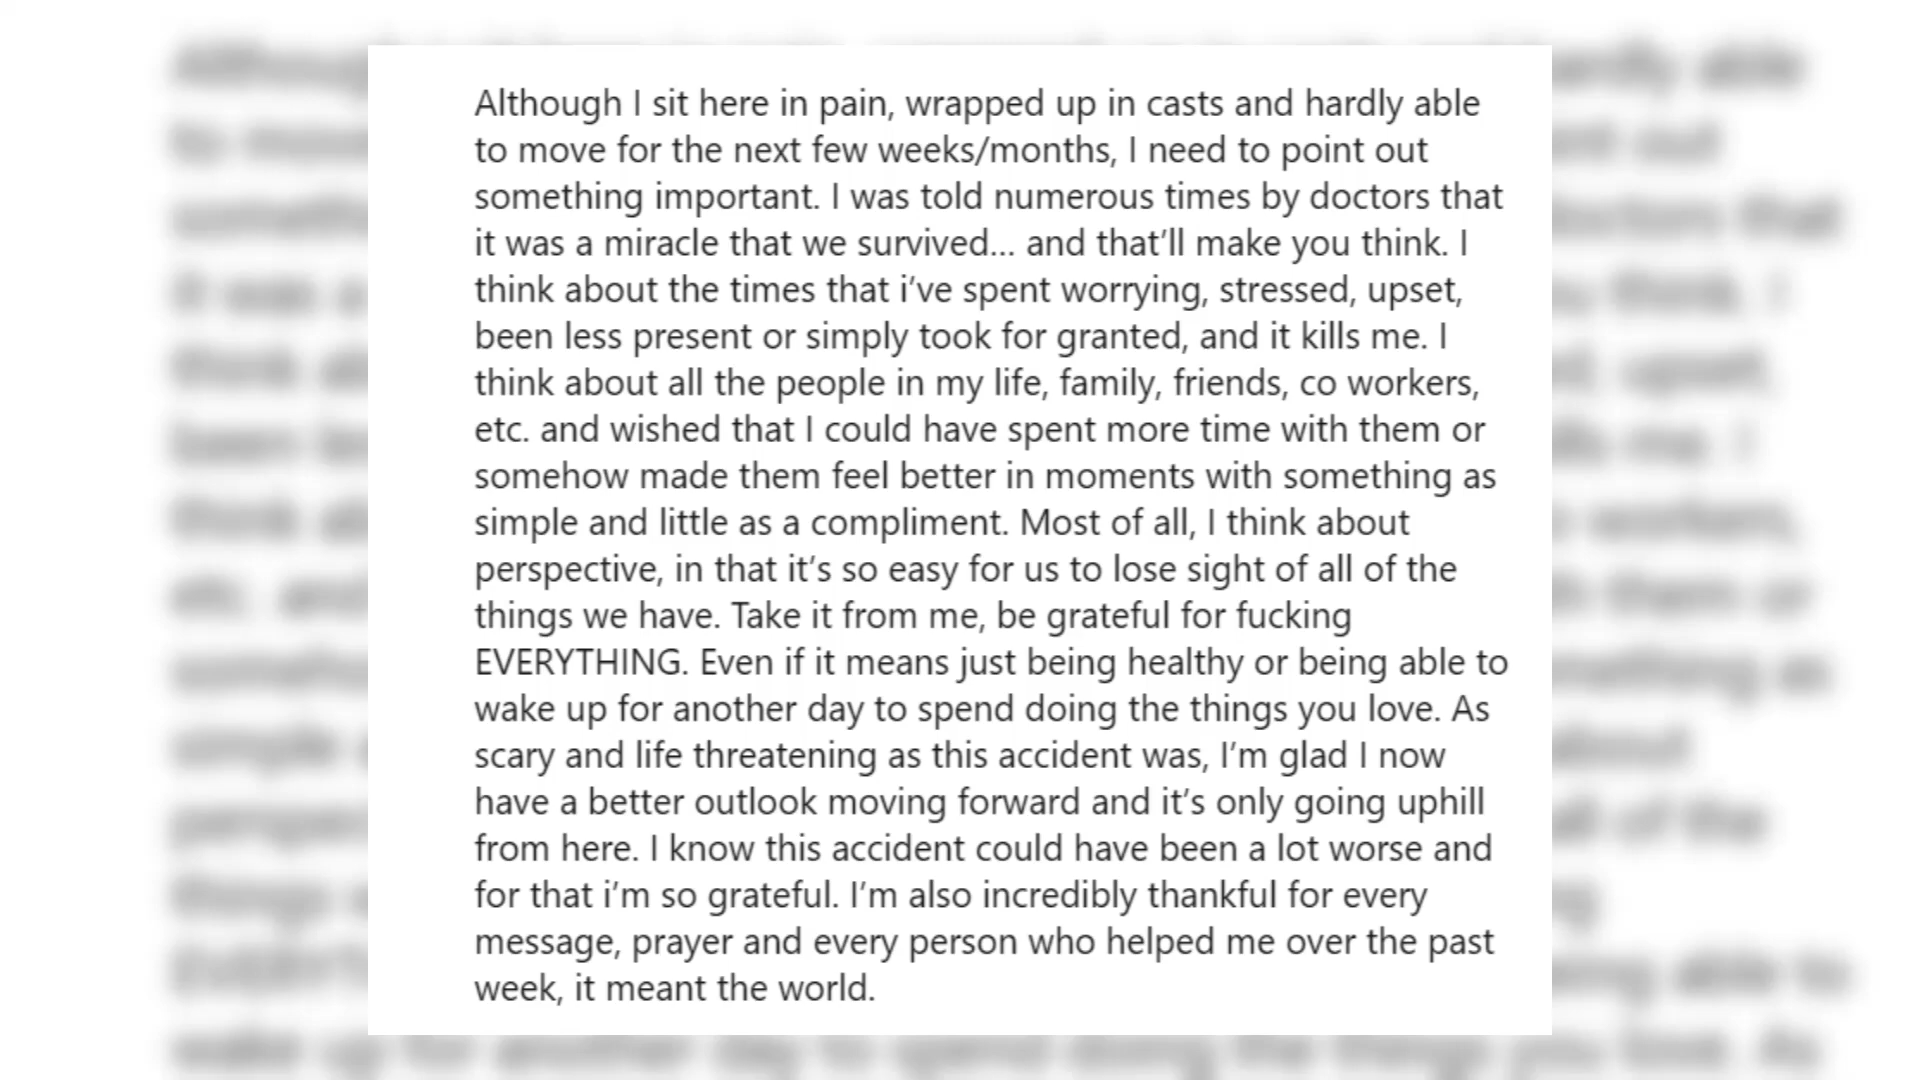 Although I sit here in pain, wrapped up in casts and hardly able
to move for the next few weeks/months, I need to point out
something important. I was told numerous times by doctors that
it was a miracle that we survived... and that’ll make you think. I
think about the times that i’ve spent worrying, stressed, upset,
been less present or simply took for granted, and it kills me. I
think about all the people in my life, family, friends, co workers,
etc. and wished that I could have spent more time with them or
somehow made them feel better in moments with something as
simple and little as a compliment. Most of all, I think about
perspective, in that it’s so easy for us to lose sight of all of the
things we have. Take it from me, be grateful for fucking
EVERYTHING. Even if it means just being healthy or being able to
wake up for another day to spend doing the things you love. As
scary and life threatening as this accident was, I’m glad I now
have a better outlook moving forward and it’s only going uphill
from here. I know this accident could have been a lot worse and
for that i’m so grateful. I’m also incredibly thankful for every
message, prayer and every person who helped me over the past
week, it meant the world.